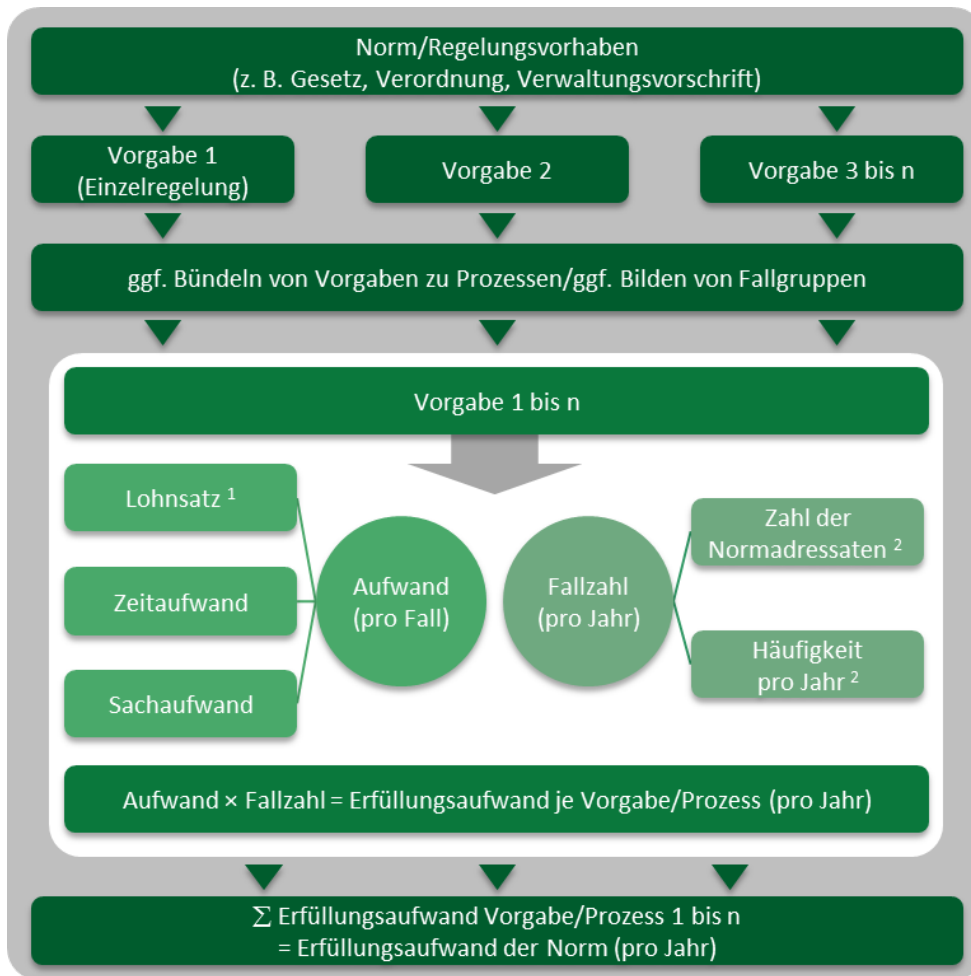 Norm/Regelungsvorhaben
(z. B. Gesetz, Verordnung, Verwaltungsvorschrift)
Vorgabe 1
(Einzelregelung)
Vorgabe 2
Vorgabe 3 bis n
ggf. Bündeln von Vorgaben zu Prozessen/ggf. Bilden von Fallgruppen
Vorgabe 1 bis n
Lohnsatz ¹
Zeitaufwand
Sachaufwand
Aufwand
(pro Fall)
Fallzahl
(pro Jahr)
Zahl der
Normadressaten ²
Häufigkeit
pro Jahr ²
Aufwand × Fallzahl = Erfüllungsaufwand je Vorgabe/Prozess (pro Jahr)
Σ Erfüllungsaufwand Vorgabe/Prozess 1 bis n
= Erfüllungsaufwand der Norm (pro Jahr)